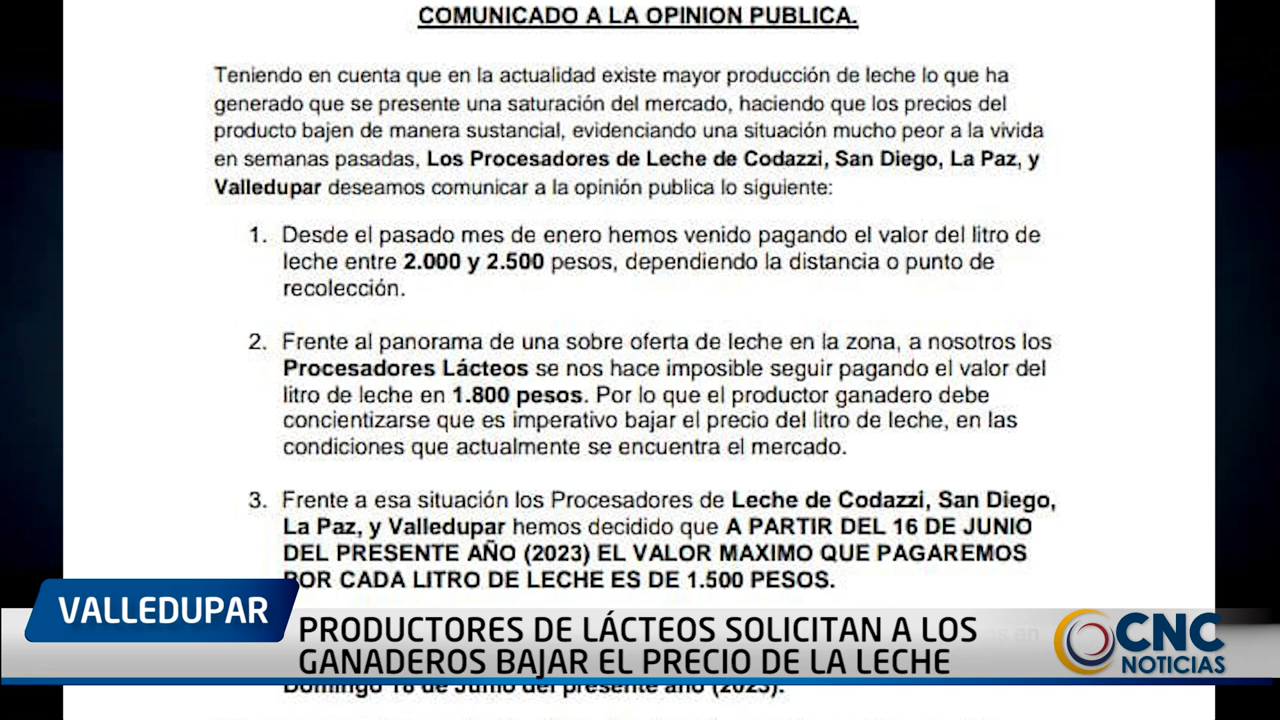 COMUNICADO A LA OPINION PUBLICA.
Teniendo en cuenta que en la actualidad existe mayor producción de leche lo que ha
generado que se presente una saturación del mercado, haciendo que los precios del
producto bajen de manera sustancial, evidenciando una situación mucho peor a la vivida
en semanas pasadas, Los Procesadores de Leche de Codazzi, San Diego, La Paz, y
Valledupar deseamos comunicar a la opinión publica lo siguiente:
1. Desde el pasado mes de enero hemos venido pagando el valor del litro de
leche entre 2.000 y 2.500 pesos, dependiendo la distancia o punto de
recolección.
2. Frente al panorama de una sobre oferta de leche en la zona, a nosotros los
Procesadores Lácteos se nos hace imposible seguir pagando el valor del
litro de leche en 1.800 pesos. Por lo que el productor ganadero debe
concientizarse que es imperativo bajar el precio del litro de leche, en las
condiciones que actualmente se encuentra el mercado.
3. Frente a esa situación los Procesadores de Leche de Codazzi, San Diego,
La Paz, y Valledupar hemos decidido que A PARTIR DEL 16 DE JUNIO
DEL PRESENTE AÑO (2023) EL VALOR MAXIMO QUE PAGAREMOS
POR CADA LITRO DE LECHE ES DE 1.500 PESOS.
VALLEDUPAR
PRODUCTORES DE LÁCTEOS SOLICITAN A LOS
GANADEROS BAJAR EL PRECIO DE LA LECHE
CNC
NOTICIAS
Domingo 18 de Junio del presente año (2023).